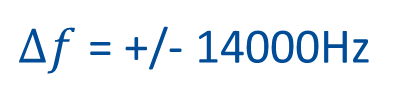 Δf = +/- 14000Hz